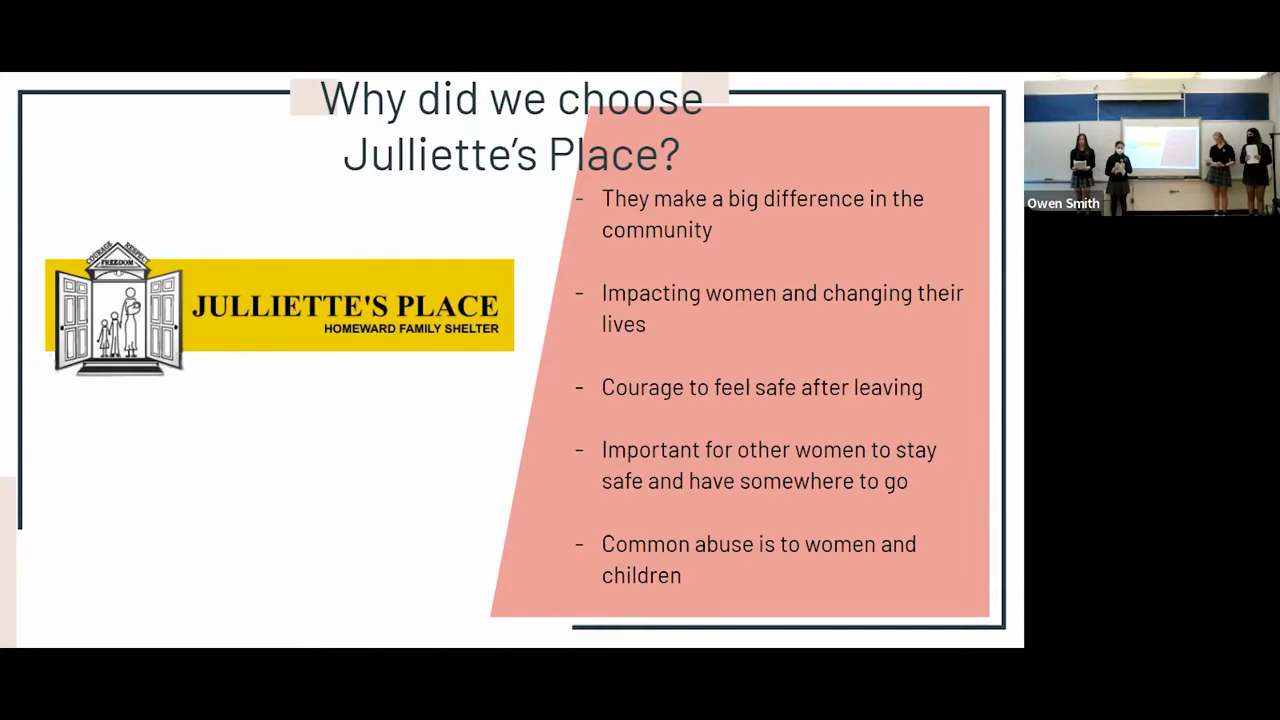 Why did we choose
Julliette's Place?
- They make a big difference in the
community
- Impacting women and changing their
lives
- Courage to feel safe after leaving
- Important for other women to stay
safe and have somewhere to go
- Common abuse is to women and
children
COURAGE
RESPECT
FREEDOM
JULLIETTE'S PLACE
HOMEWARD FAMILY SHELTER
Owen Smith